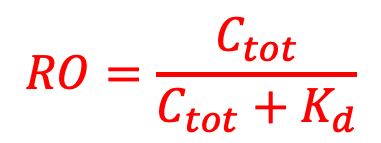 RO = C_tot / (C_tot + K_d)